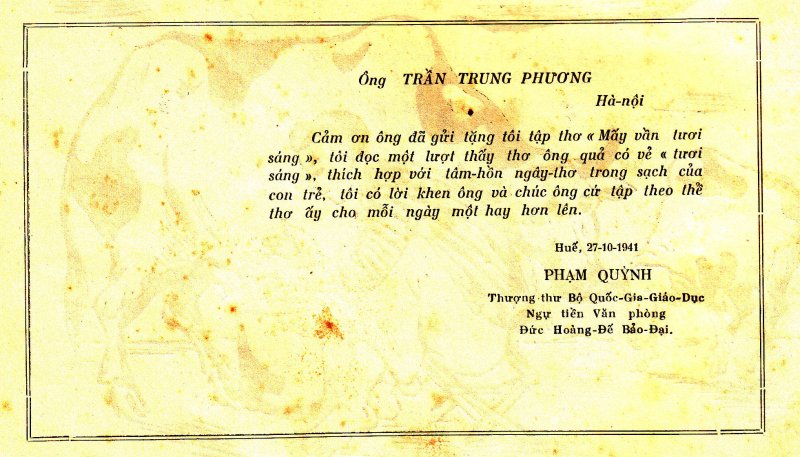 Ông TRẦN TRUNG PHƯƠNG
Hà-nội
Cảm ơn ông đã gửi tặng tôi tập thơ « Mấy vần tươi
sáng », tôi đọc một lượt thấy thơ ông quả có vẻ « tươi
sáng », thích hợp với tâm-hồn ngây-thơ trong sạch của
con trẻ, tôi có lời khen ông và chúc ông cứ tập theo thể
thơ ấy cho mỗi ngày một hay hơn lên.
Huế, 27-10-1941
PHẠM QUỲNH
Thượng thư Bộ Quốc-Gia-Giáo-Dục
Ngự tiền Văn phòng
Đức Hoàng-Đế Bảo-Đại.